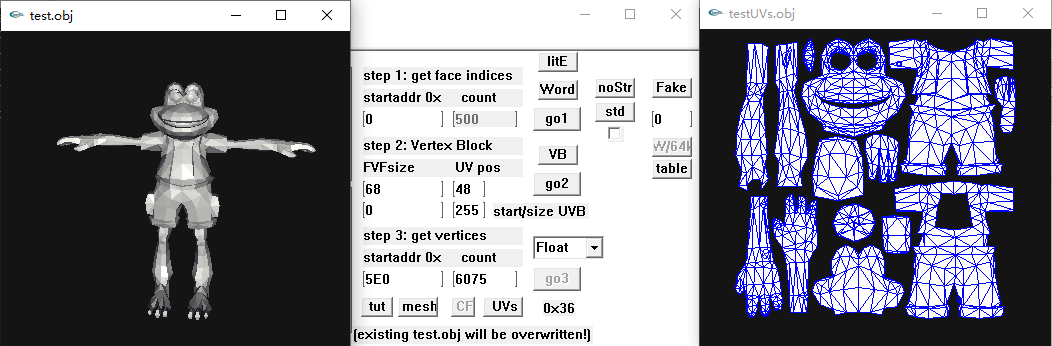 test.obj
testUVs.obj
litE
step 1: get face indices
noStr
Fake
Word
startaddr 0x count
std
0 500
go1
0
step 2: Vertex Block
VB
FVFsize UV pos
table
68 48
go2
0 255 start/size UVB
step 3: get vertices
Float
startaddr 0x count
5E0 6075
go3
tut mesh CF UVs 0x36
(existing test.obj will be overwritten!)